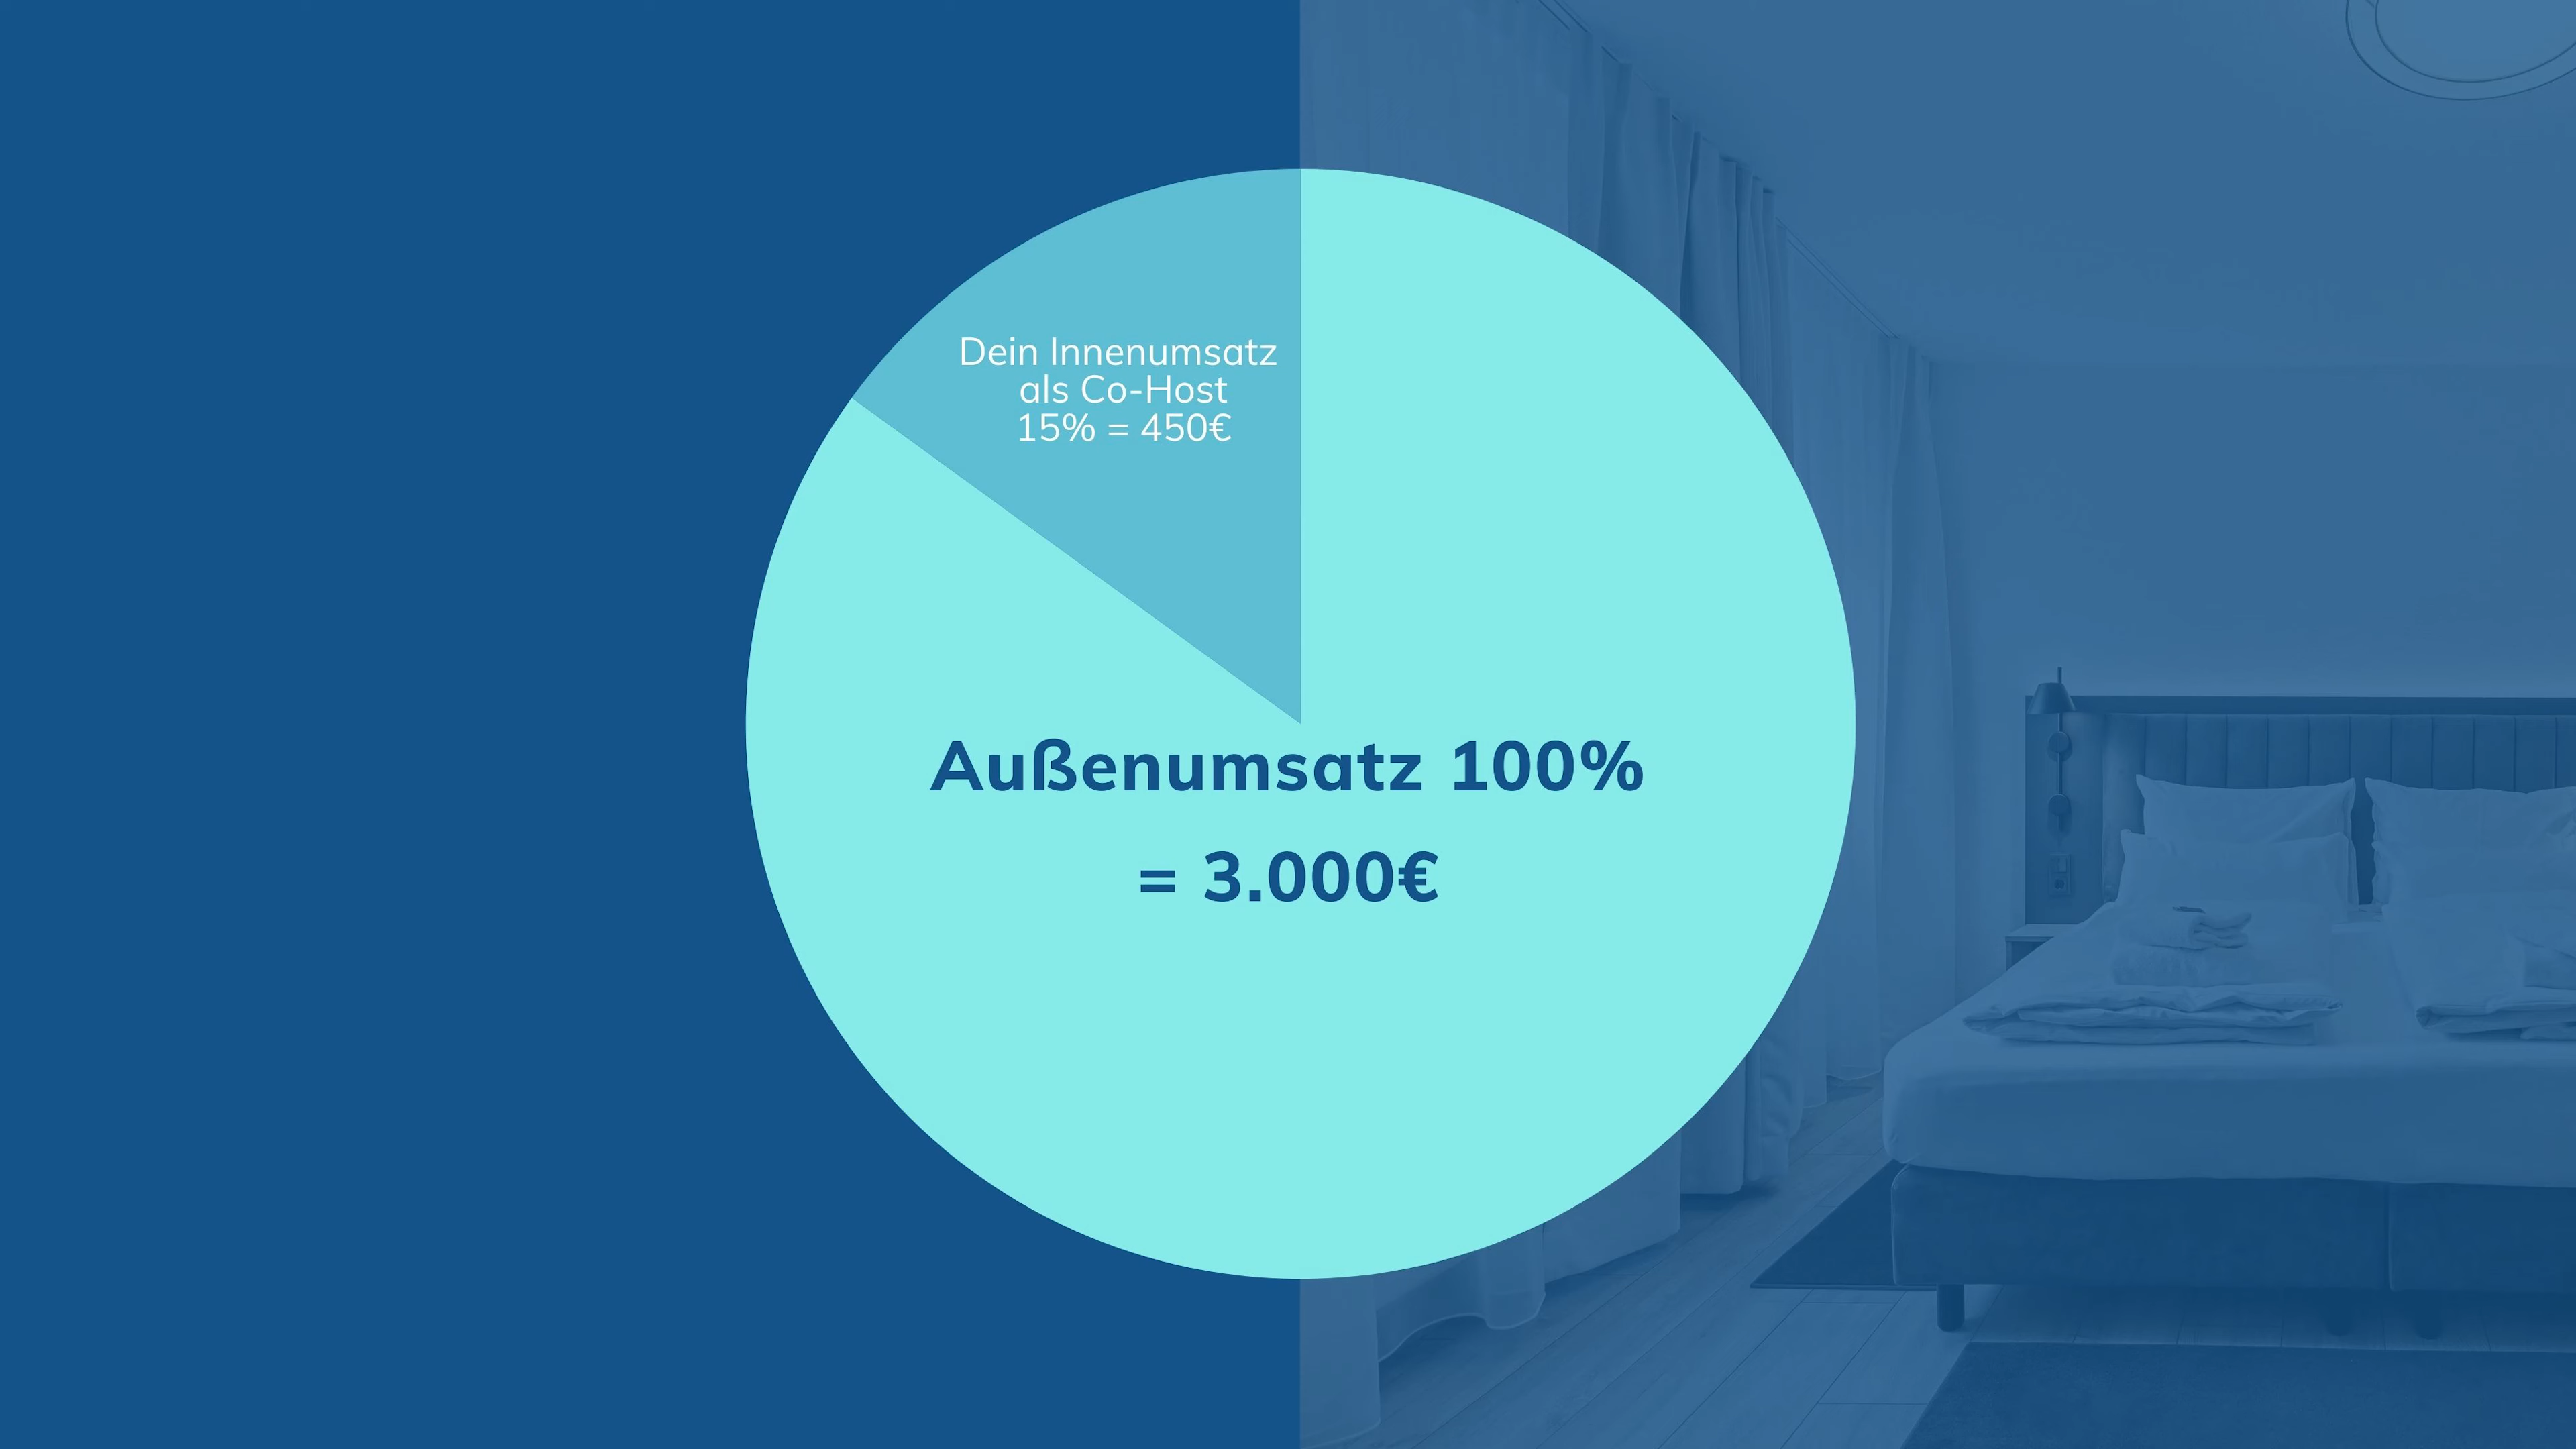 Dein Innenumsatz
als Co-Host
15% = 450€
Außenumsatz 100%
= 3.000€